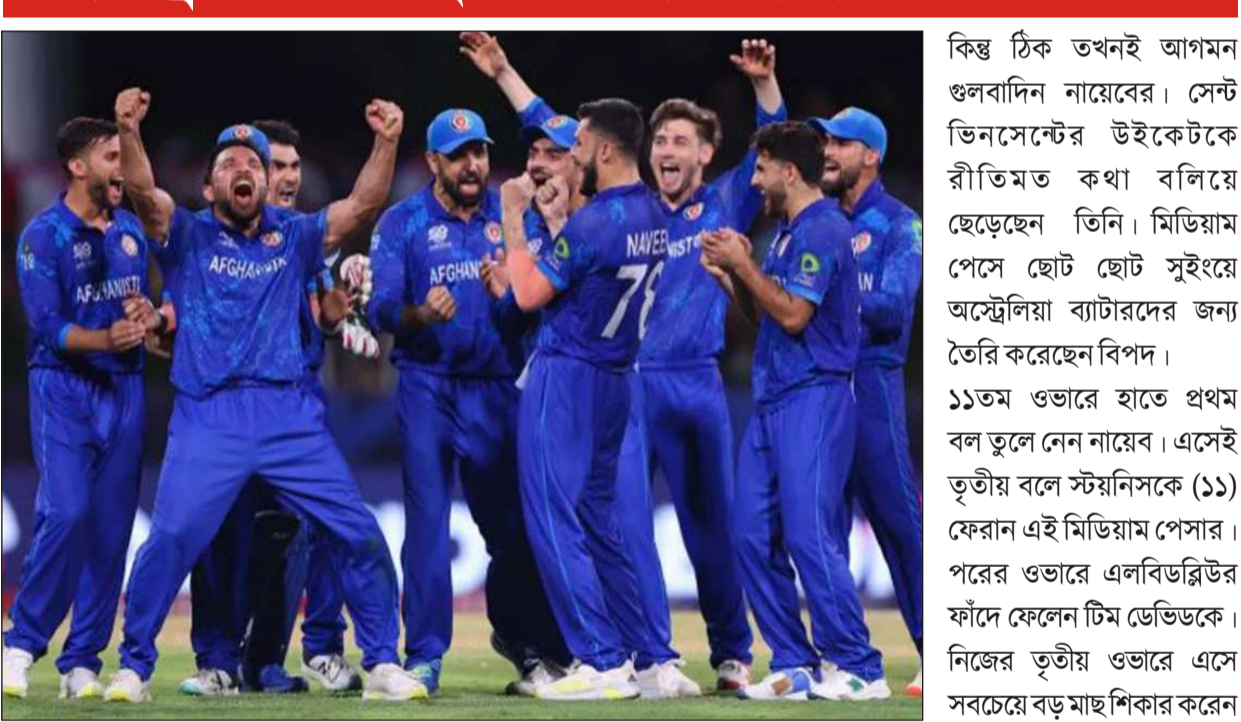 AFGHANISTAN
AFGHANISTAN
AFGHAN
NAVEE
78
NIST
AN
কিন্তু ঠিক তখনই আগমন
গুলবাদিন নায়েবের। সেন্ট
ভিনসেন্টের উইকেটকে
রীতিমত কথা বলিয়ে
ছেড়েছেন তিনি। মিডিয়াম
পেসে ছোট ছোট সুইংয়ে
অস্ট্রেলিয়া ব্যাটারদের জন্য
তৈরি করেছেন বিপদ।
১১তম ওভারে হাতে প্রথম
বল তুলে নেন নায়েব। এসেই
তৃতীয় বলে স্টয়নিসকে (১১)
ফেরান এই মিডিয়াম পেসার।
পরের ওভারে এলবিডব্লিউর
ফাঁদে ফেলেন টিম ডেভিডকে।
নিজের তৃতীয় ওভারে এসে
সবচেয়ে বড় মাছ শিকার করেন